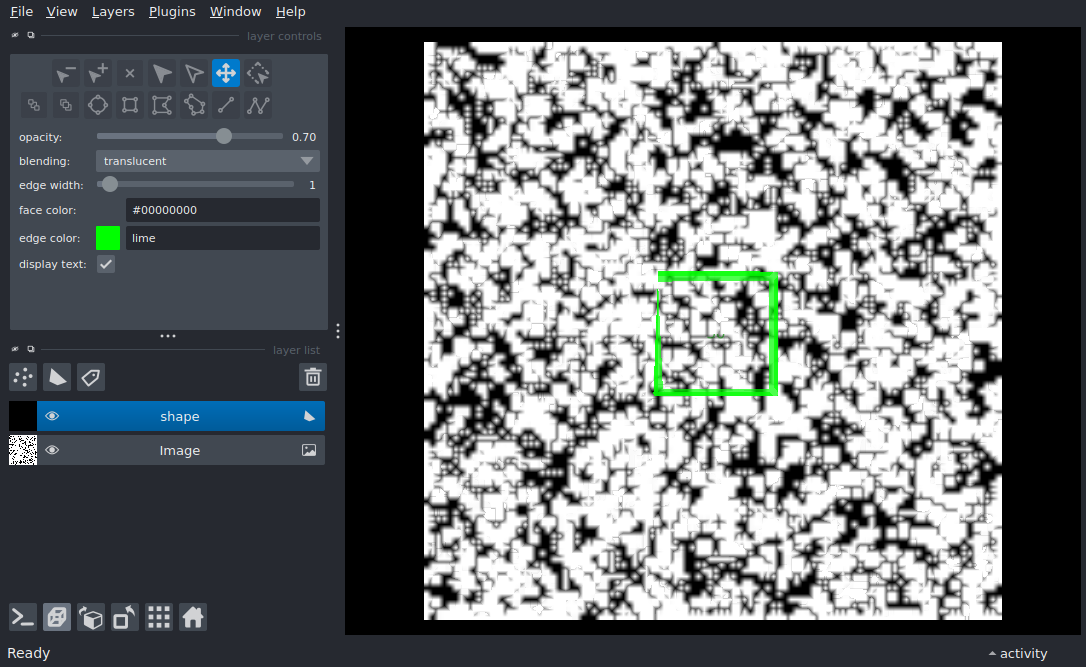 File View Layers Plugins Window Help
layer controls
opacity: 0.70
blending: translucent
edge width: 1
face color: #00000000
edge color: lime
display text:
layer list
shape
Image
Ready
activity